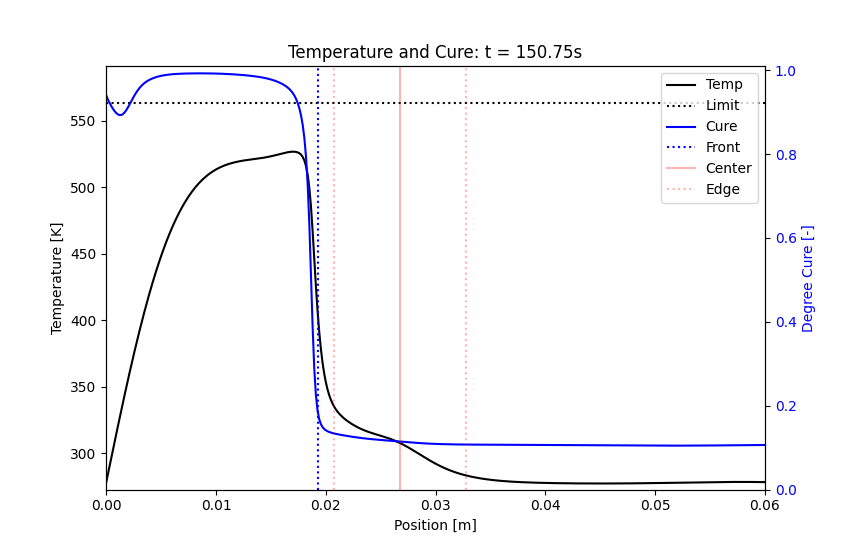 Temperature and Cure: t = 150.75s
Temp
Limit
Cure
Front
Center
Edge
550
500
450
400
350
300
Temperature [K]
1.0
0.8
0.6
0.4
0.2
0.0
Degree Cure [-]
0.00 0.01 0.02 0.03 0.04 0.05 0.06
Position [m]